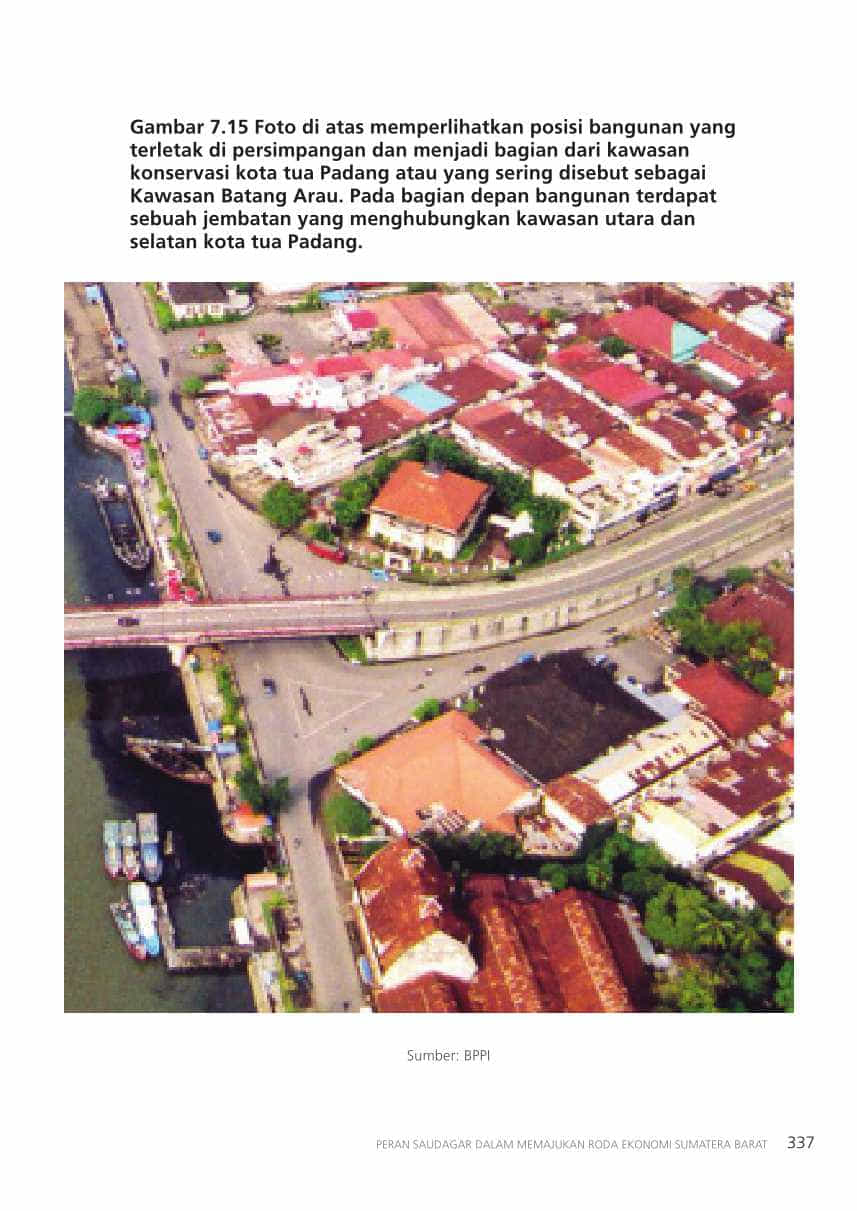 Gambar 7.15 Foto di atas memperlihatkan posisi bangunan yang
terletak di persimpangan dan menjadi bagian dari kawasan
konservasi kota tua Padang atau yang sering disebut sebagai
Kawasan Batang Arau. Pada bagian depan bangunan terdapat
sebuah jembatan yang menghubungkan kawasan utara dan
selatan kota tua Padang.
Sumber: BPPI
PERAN SAUDAGAR DALAM MEMAJUKAN RODA EKONOMI SUMATERA BARAT 337